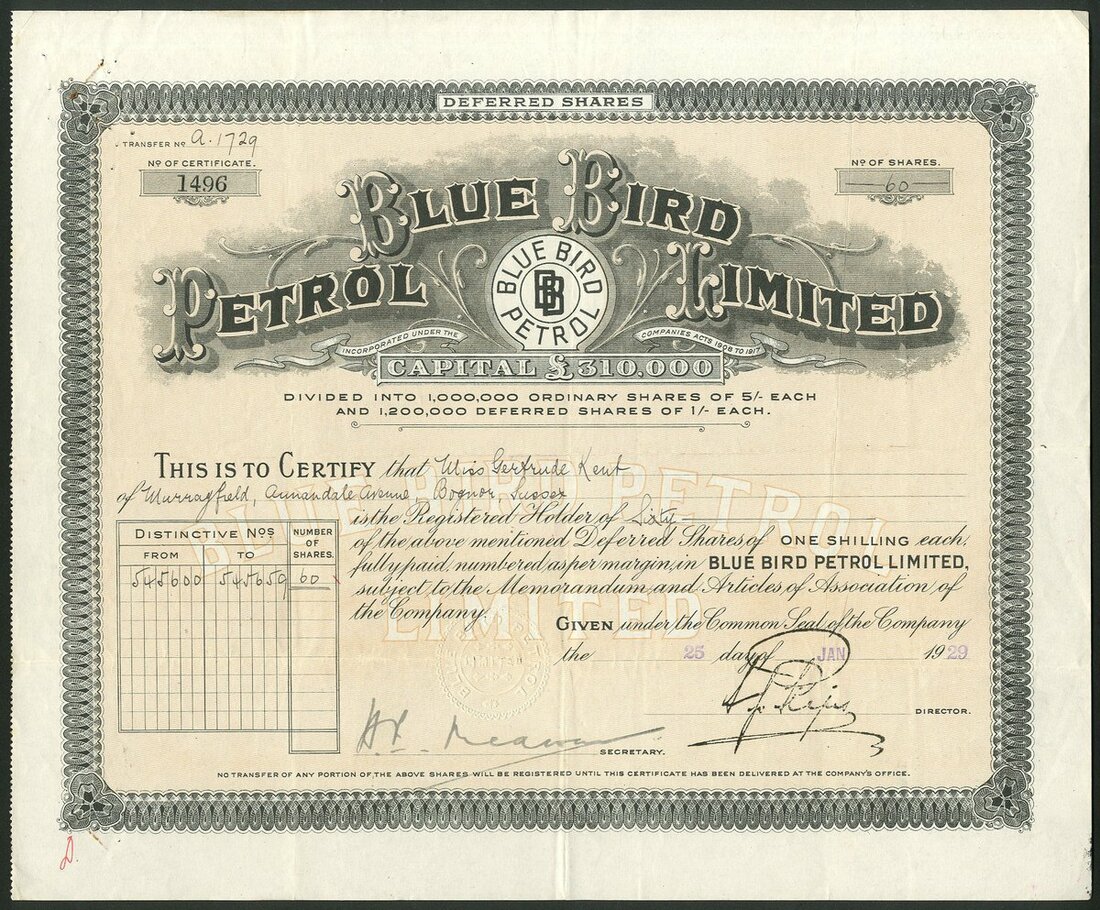 DEFERRED SHARES
TRANSFER No a.1729
No OF CERTIFICATE.
1496
No OF SHARES.
60
BLUE BIRD
PETROL LIMITED
BLUE BIRD
BB
PETROL
INCORPORATED UNDER THE COMPANIES ACTS 1908 TO 1917
CAPITAL £310,000
DIVIDED INTO 1,000,000 ORDINARY SHARES OF 5/- EACH
AND 1,200,000 DEFERRED SHARES OF 1/- EACH.
BLUE BIRD PETROL
LIMITED
THIS IS TO CERTIFY that Miss Gertrude Kent
of Murrayfield, Annandale Avenue, Bognor, Sussex
is the Registered Holder of Sixty
of the above mentioned Deferred Shares of ONE SHILLING each,
fully paid, numbered as per margin, in BLUE BIRD PETROL LIMITED,
subject to the Memorandum and Articles of Association of
the Company.
DISTINCTIVE Nos
FROM TO
NUMBER OF SHARES.
545600 545659 60
GIVEN under the Common Seal of the Company
the 25 day of JAN 1929
LIMITED
DIRECTOR.
H.
SECRETARY.
NO TRANSFER OF ANY PORTION OF THE ABOVE SHARES WILL BE REGISTERED UNTIL THIS CERTIFICATE HAS BEEN DELIVERED AT THE COMPANY'S OFFICE.
D.